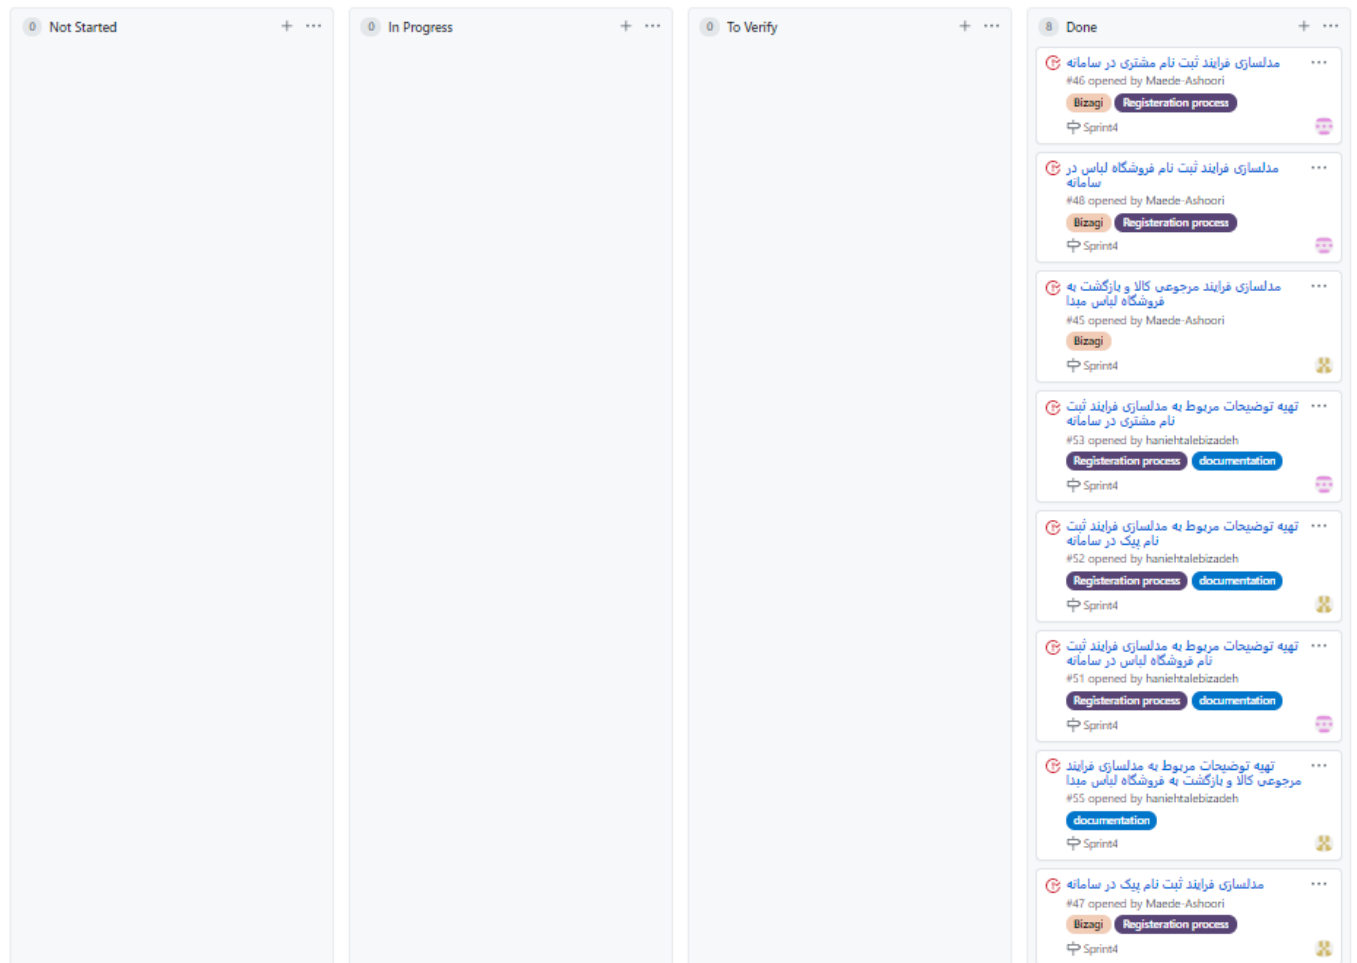 0 Not Started
0 In Progress
0 To Verify
8 Done
مدلسازی فرایند ثبت نام مشتری در سامانه
#46 opened by Maede-Ashoori
Bizagi Registeration process
Sprint4
مدلسازی فرایند ثبت نام فروشگاه لباس در
سامانه
#48 opened by Maede-Ashoori
Bizagi Registeration process
Sprint4
مدلسازی فرایند مرجوعی کالا و بازگشت به
فروشگاه لباس مبدا
#45 opened by Maede-Ashoori
Bizagi
Sprint4
تهیه توضیحات مربوط به مدلسازی فرایند ثبت
نام مشتری در سامانه
#53 opened by haniehtalebizadeh
Registeration process documentation
Sprint4
تهیه توضیحات مربوط به مدلسازی فرایند ثبت
نام پیک در سامانه
#52 opened by haniehtalebizadeh
Registeration process documentation
Sprint4
تهیه توضیحات مربوط به مدلسازی فرایند ثبت
نام فروشگاه لباس در سامانه
#51 opened by haniehtalebizadeh
Registeration process documentation
Sprint4
تهیه توضیحات مربوط به مدلسازی فرایند
مرجوعی کالا و بازگشت به فروشگاه لباس مبدا
#55 opened by haniehtalebizadeh
documentation
Sprint4
مدلسازی فرایند ثبت نام پیک در سامانه
#47 opened by Maede-Ashoori
Bizagi Registeration process
Sprint4